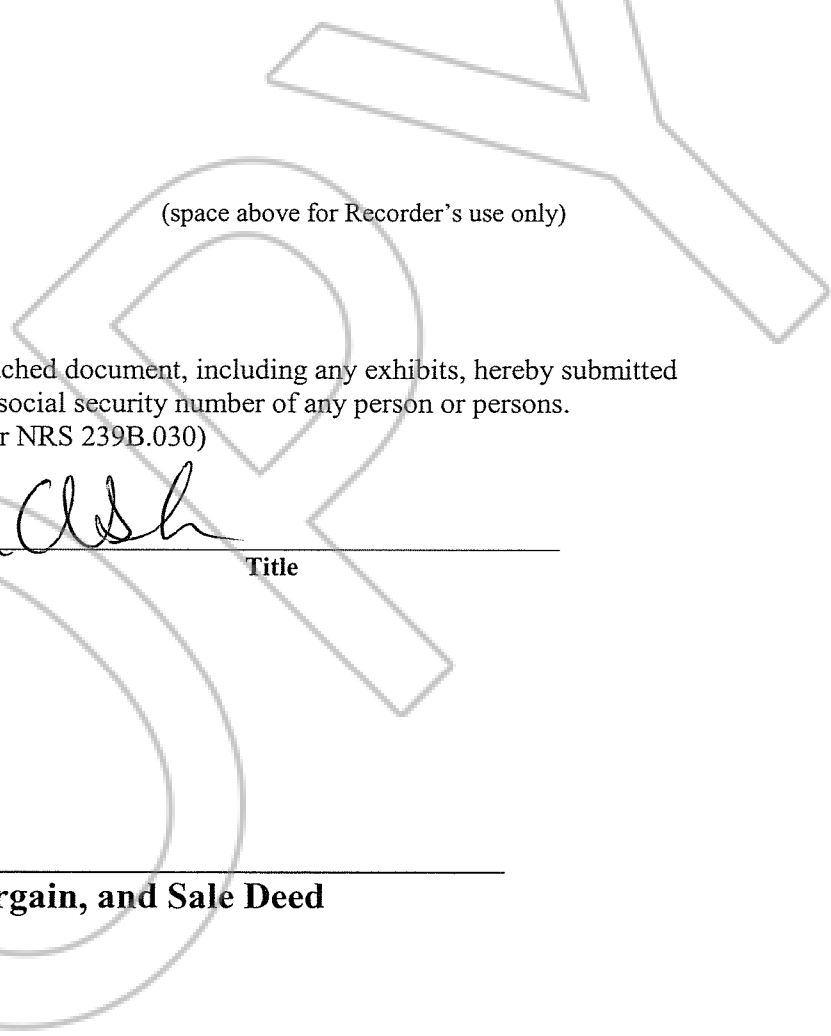 (space above for Recorder's use only)
ched document, including any exhibits, hereby submitted
social security number of any person or persons.
r NRS 239B.030)
Title
rgain, and Sale Deed